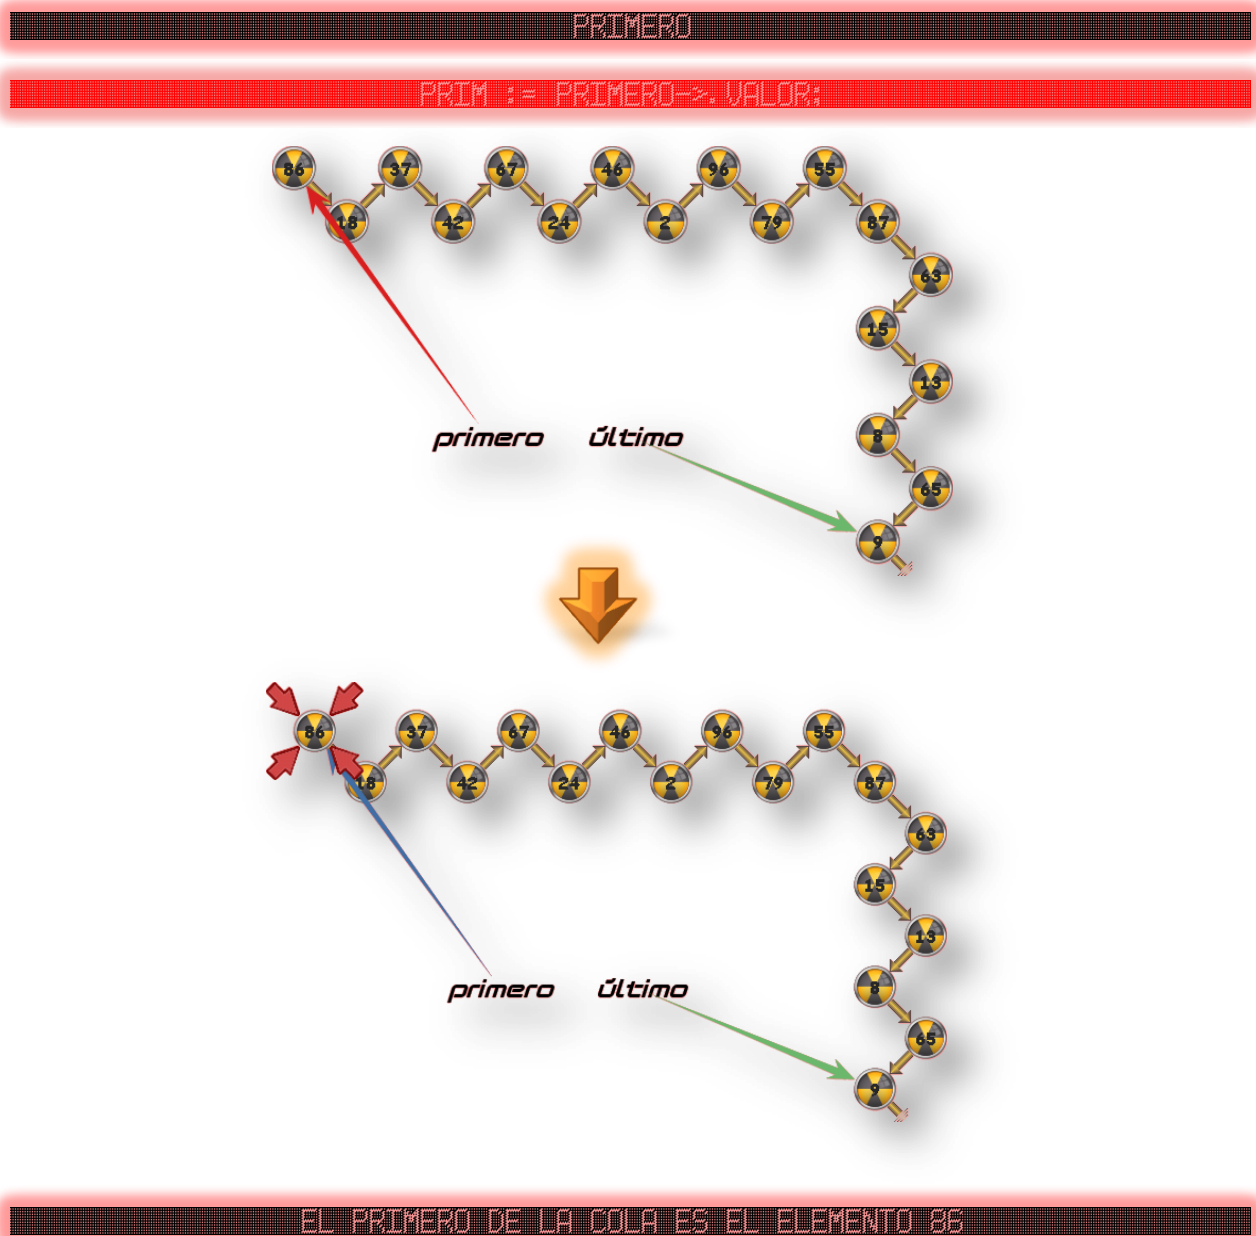 PRIMERO
PRIM := PRIMERO->.VALOR;
86 37 67 46 96 55
18 42 24 2 79 87
63
15
13
8
65
primero último
9
86 37 67 46 96 55
18 42 24 2 79 87
63
15
13
8
primero último
65
9
EL PRIMERO DE LA COLA ES EL ELEMENTO 86